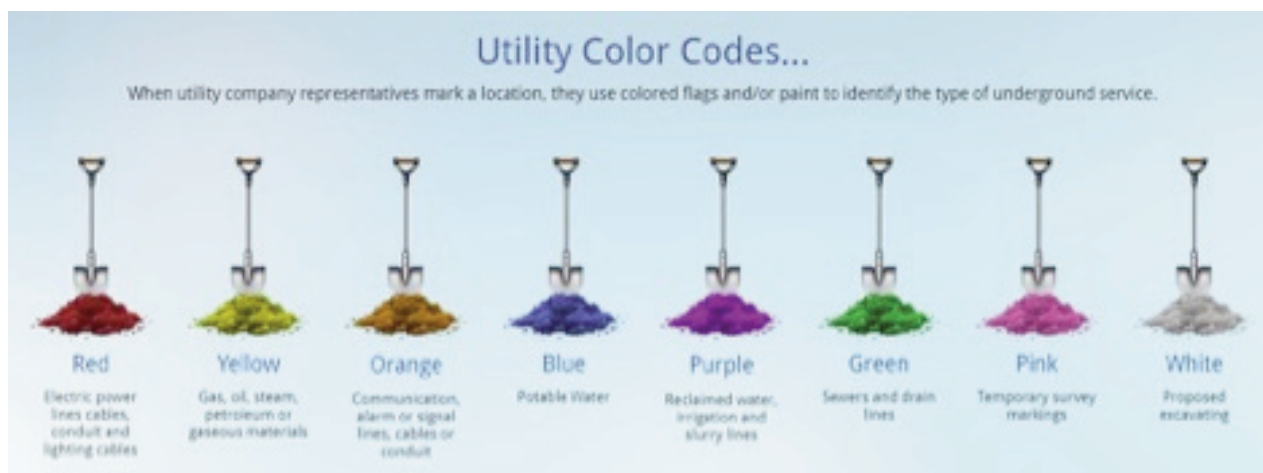 Utility Color Codes...
When utility company representatives mark a location, they use colored flags and/or paint to identify the type of underground service.
Red
Electric power
lines cables,
conduit and
lighting cables
Yellow
Gas, oil, steam,
petroleum or
gaseous materials
Orange
Communication,
alarm or signal
lines, cables or
conduit
Blue
Potable Water
Purple
Reclaimed water,
irrigation and
slurry lines
Green
Sewers and drain
lines
Pink
Temporary survey
markings
White
Proposed
excavating